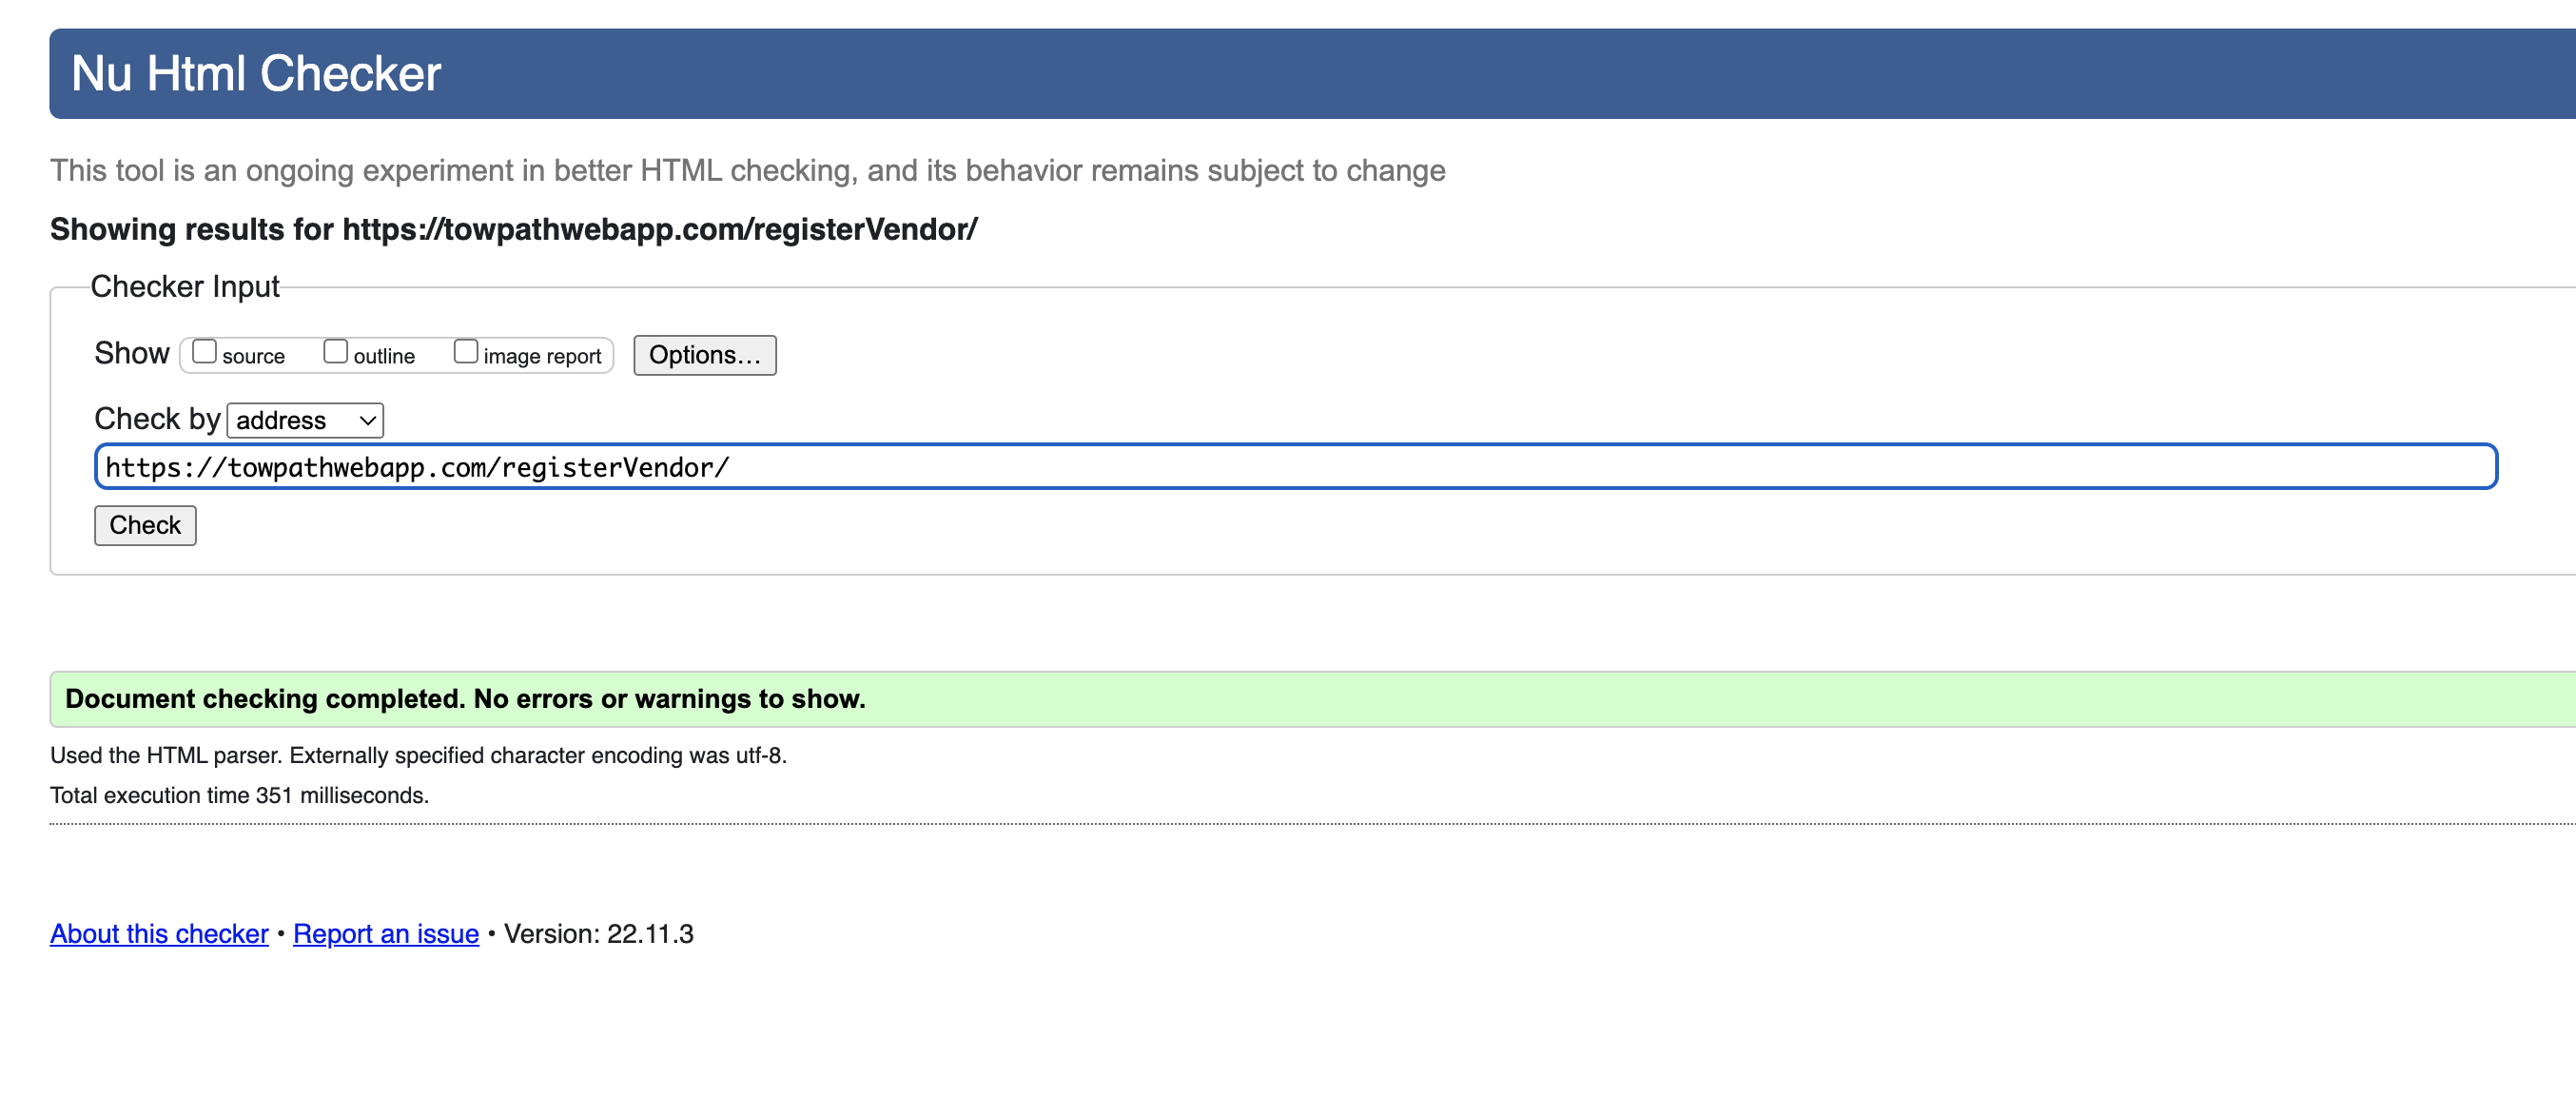 Nu Html Checker
This tool is an ongoing experiment in better HTML checking, and its behavior remains subject to change
Showing results for https://towpathwebapp.com/registerVendor/
Checker Input
Show source outline image report Options…
Check by address
https://towpathwebapp.com/registerVendor/
Check
Document checking completed. No errors or warnings to show.
Used the HTML parser. Externally specified character encoding was utf-8.
Total execution time 351 milliseconds.
About this checker • Report an issue • Version: 22.11.3